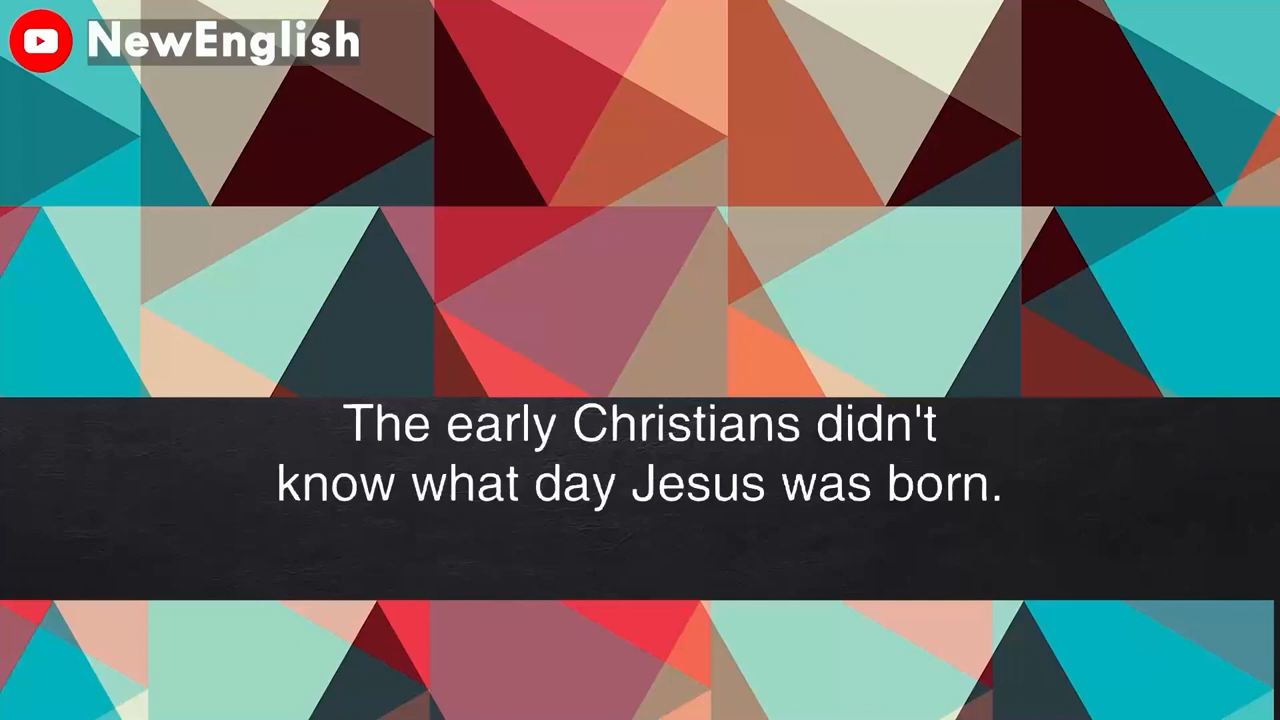 NewEnglish
The early Christians didn't
know what day Jesus was born.